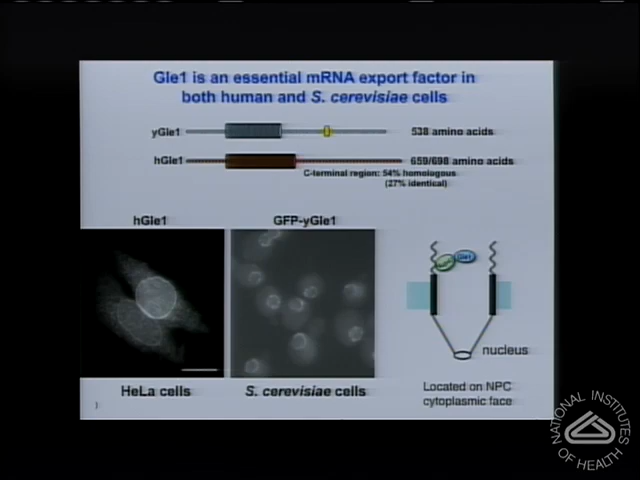 Gle1 is an essential mRNA export factor in
both human and S. cerevisiae cells
yGle1
538 amino acids
hGle1
659/698 amino acids
C-terminal region: 54% homologous
(27% identical)
hGle1
GFP-yGle1
Gle1
nucleus
HeLa cells
S. cerevisiae cells
Located on NPC
cytoplasmic face
NATIONAL INSTITUTES
OF HEALTH